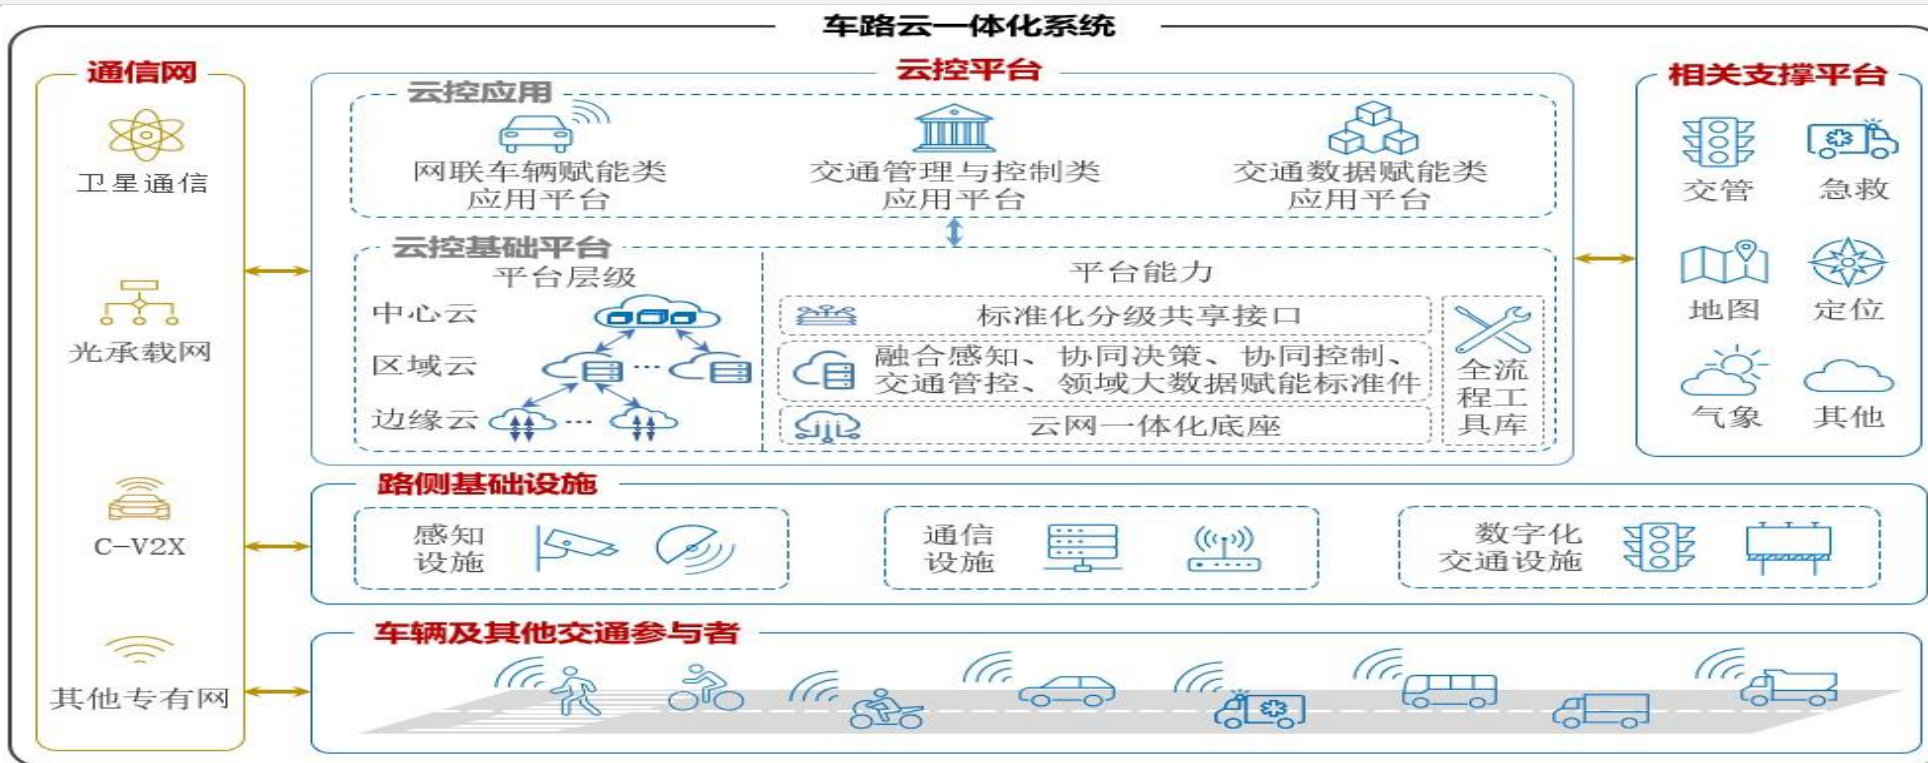 车路云一体化系统
通信网
卫星通信
光承载网
C-V2X
其他专有网
云控平台
云控应用
网联车辆赋能类
应用平台
交通管理与控制类
应用平台
交通数据赋能类
应用平台
云控基础平台
平台层级
中心云
区域云
...
边缘云
...
平台能力
标准化分级共享接口
融合感知、协同决策、协同控制、
交通管控、领域大数据赋能标准件
云网一体化底座
全流
程工
具库
相关支撑平台
交管
急救
地图
定位
气象
其他
路侧基础设施
感知
设施
通信
设施
数字化
交通设施
车辆及其他交通参与者